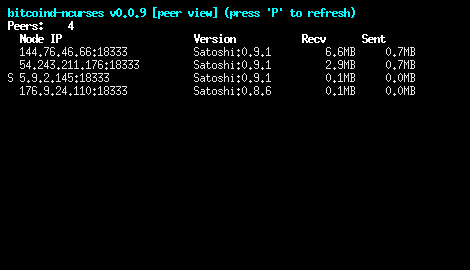 bitcoind-ncurses v0.0.9 [peer view] (press 'P' to refresh)
Peers: 4
Node IP Version Recv Sent
144.76.46.66:18333 Satoshi:0.9.1 6.6MB 0.7MB
54.243.211.176:18333 Satoshi:0.9.1 2.9MB 0.7MB
S 5.9.2.145:18333 Satoshi:0.9.1 0.1MB 0.0MB
176.9.24.110:18333 Satoshi:0.8.6 0.1MB 0.0MB